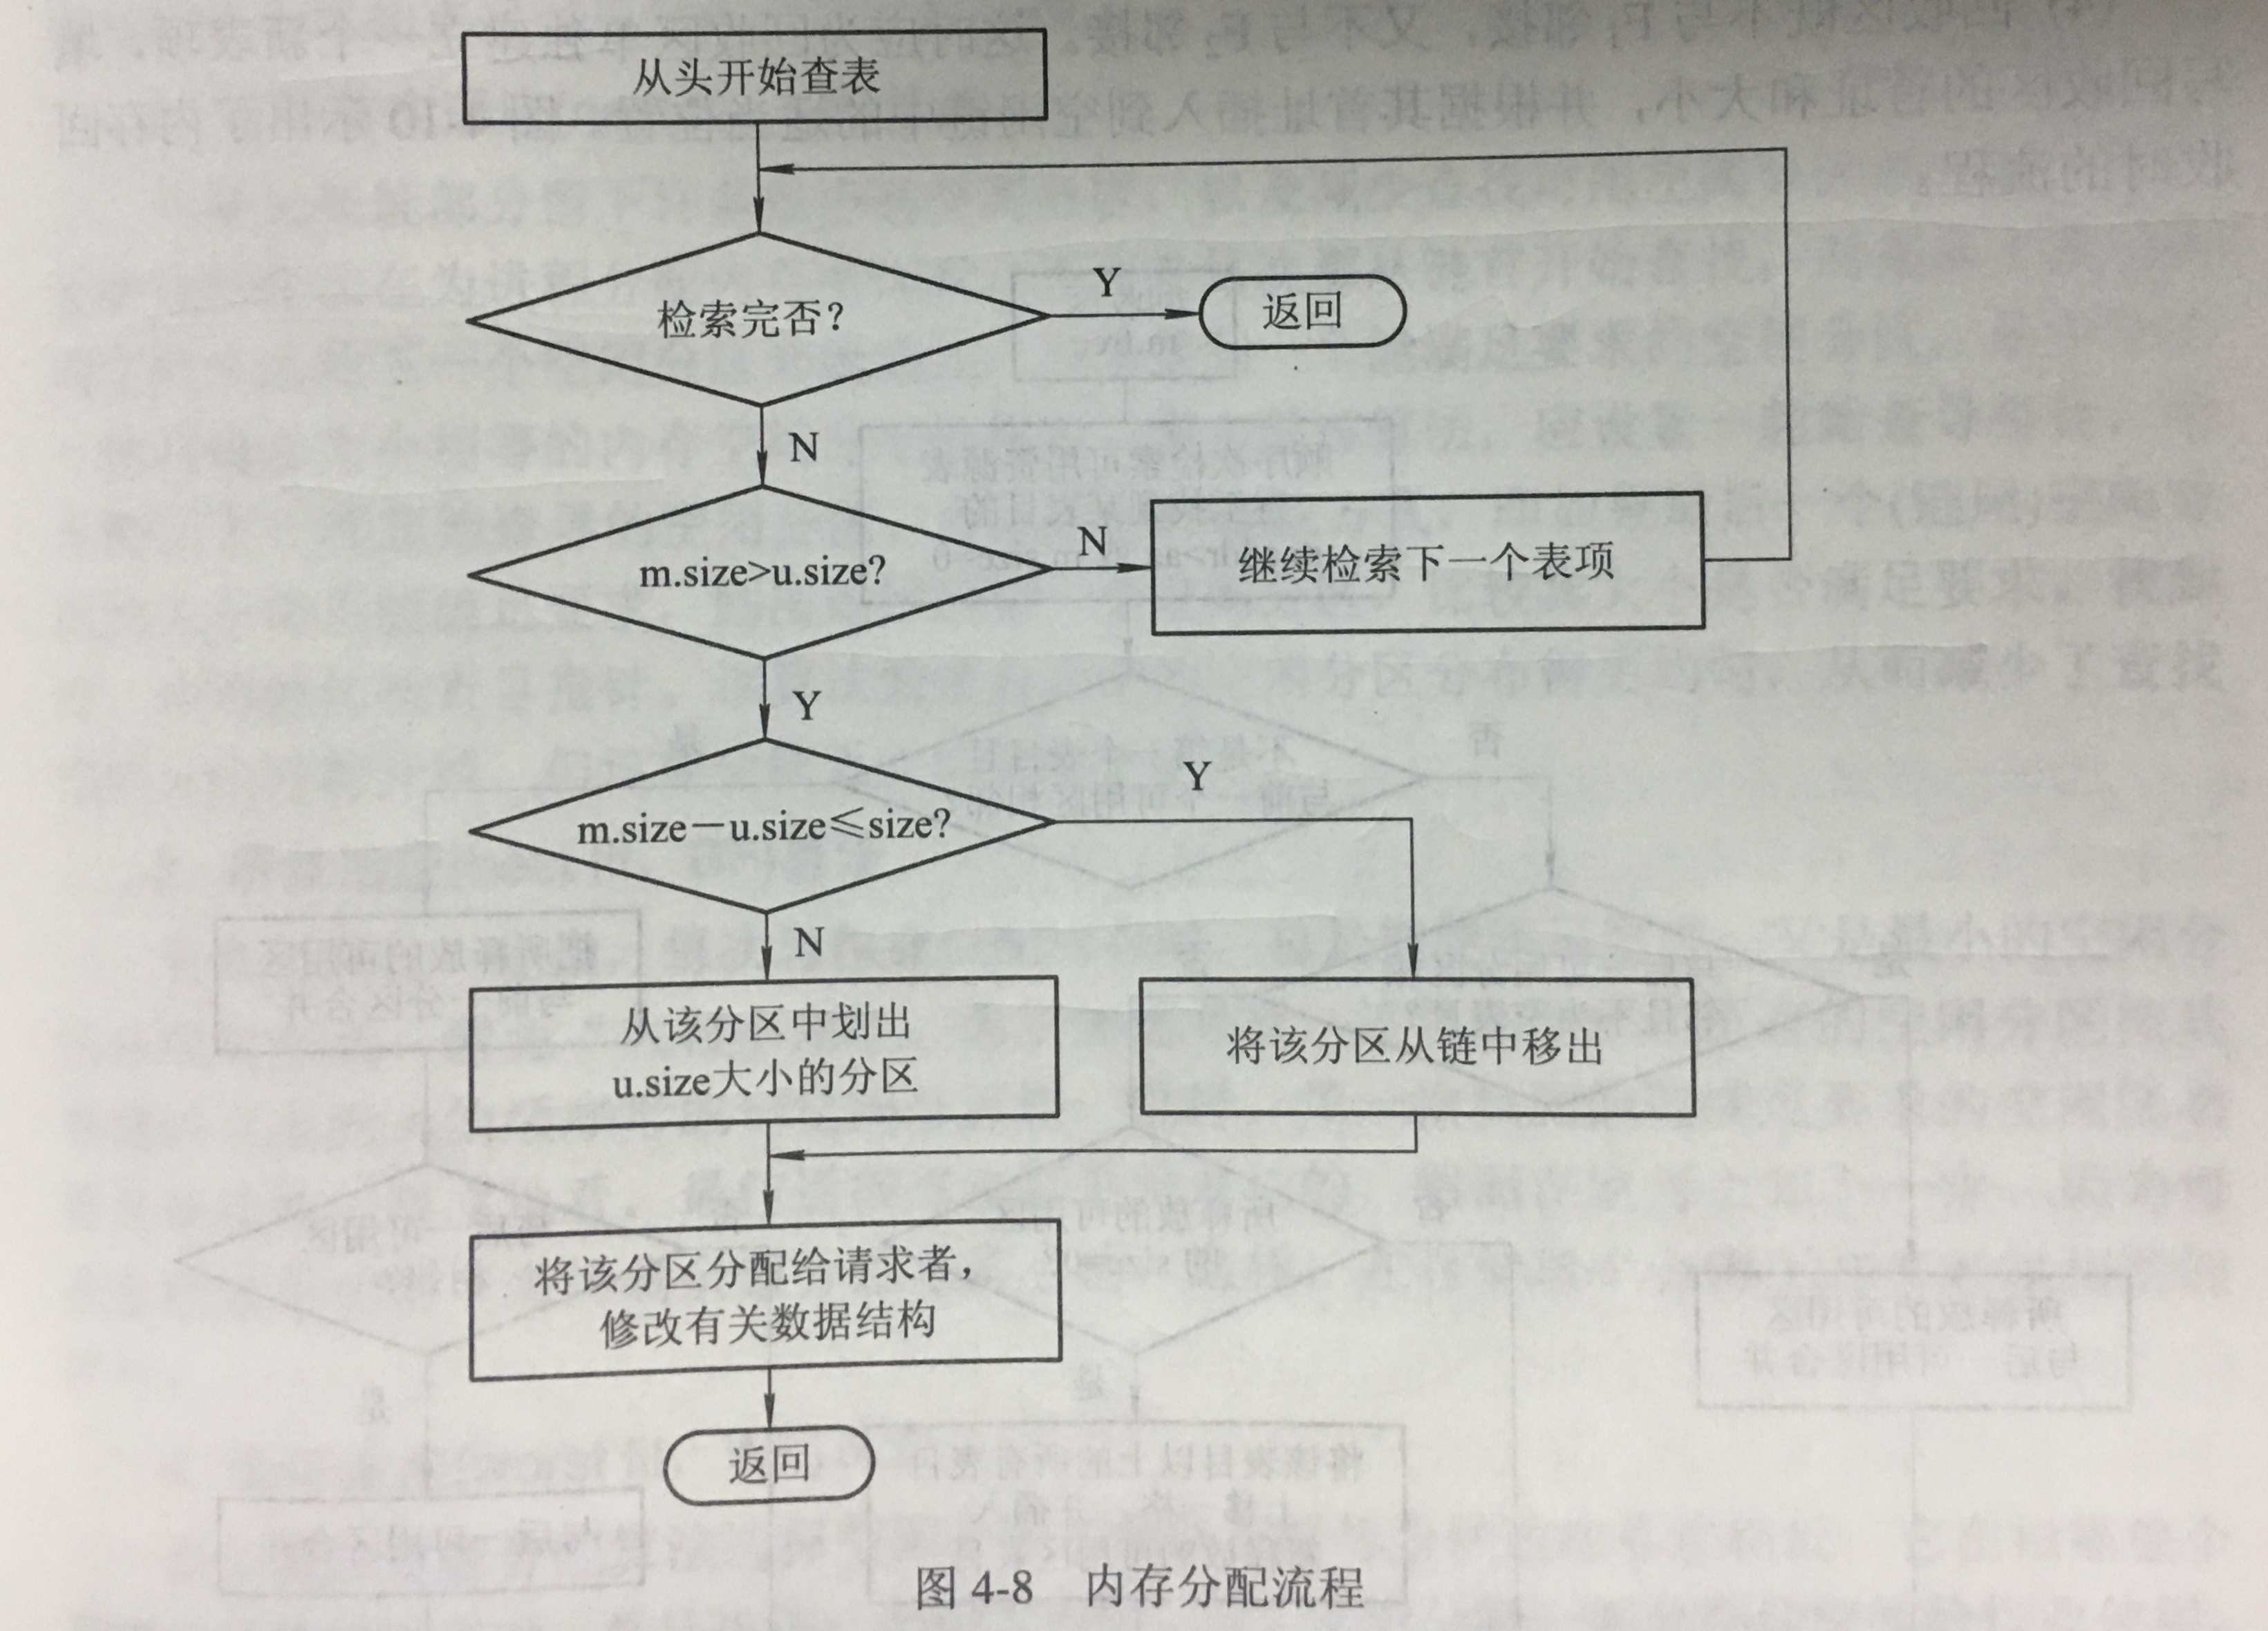 从头开始查表
检索完否？
Y
返回
N
m.size>u.size?
N
继续检索下一个表项
Y
m.size－u.size≤size?
Y
N
从该分区中划出
u.size大小的分区
将该分区从链中移出
将该分区分配给请求者，
修改有关数据结构
返回
图 4-8 内存分配流程